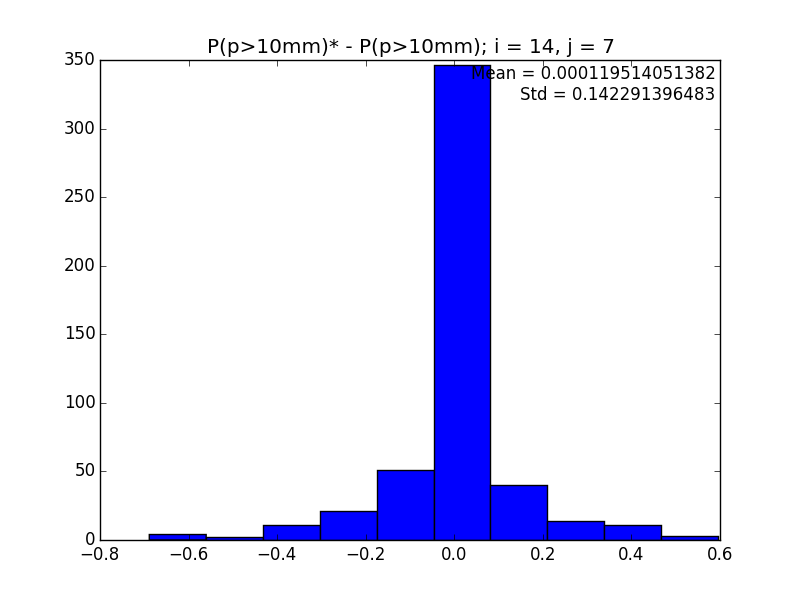 P(p>10mm)* - P(p>10mm); i = 14, j = 7
350
Mean = 0.000119514051382
Std = 0.142291396483
300
250
200
150
100
50
0
−0.8 −0.6 −0.4 −0.2 0.0 0.2 0.4 0.6